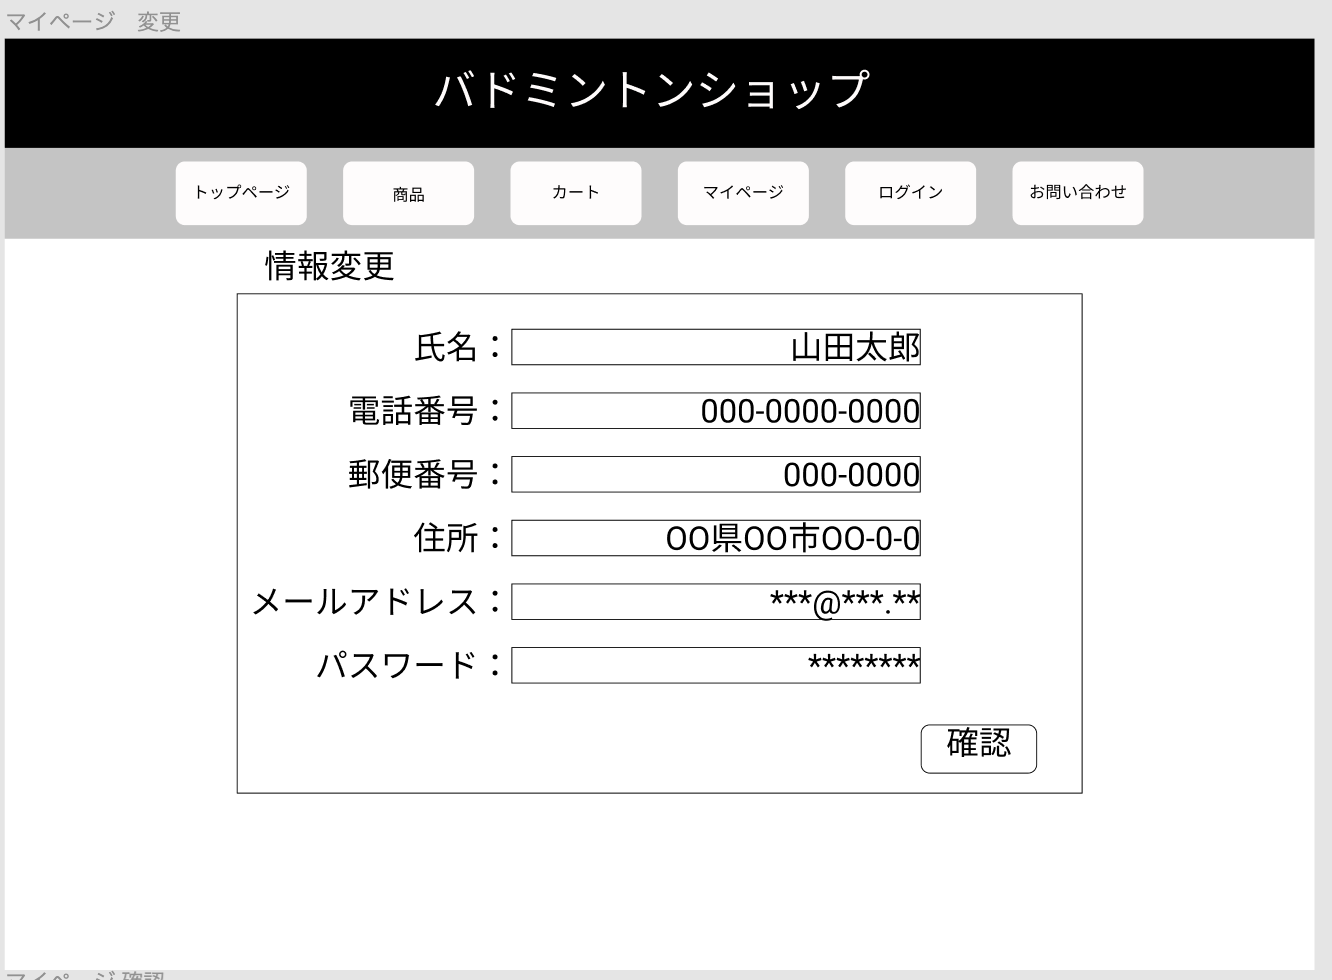 マイページ　変更
バドミントンショップ
トップページ 商品 カート マイページ ログイン お問い合わせ
情報変更
氏名： 山田太郎
電話番号： 000-0000-0000
郵便番号： 000-0000
住所： OO県OO市OO-0-0
メールアドレス： ***@***.**
パスワード： ********
確認
マイページ 確認